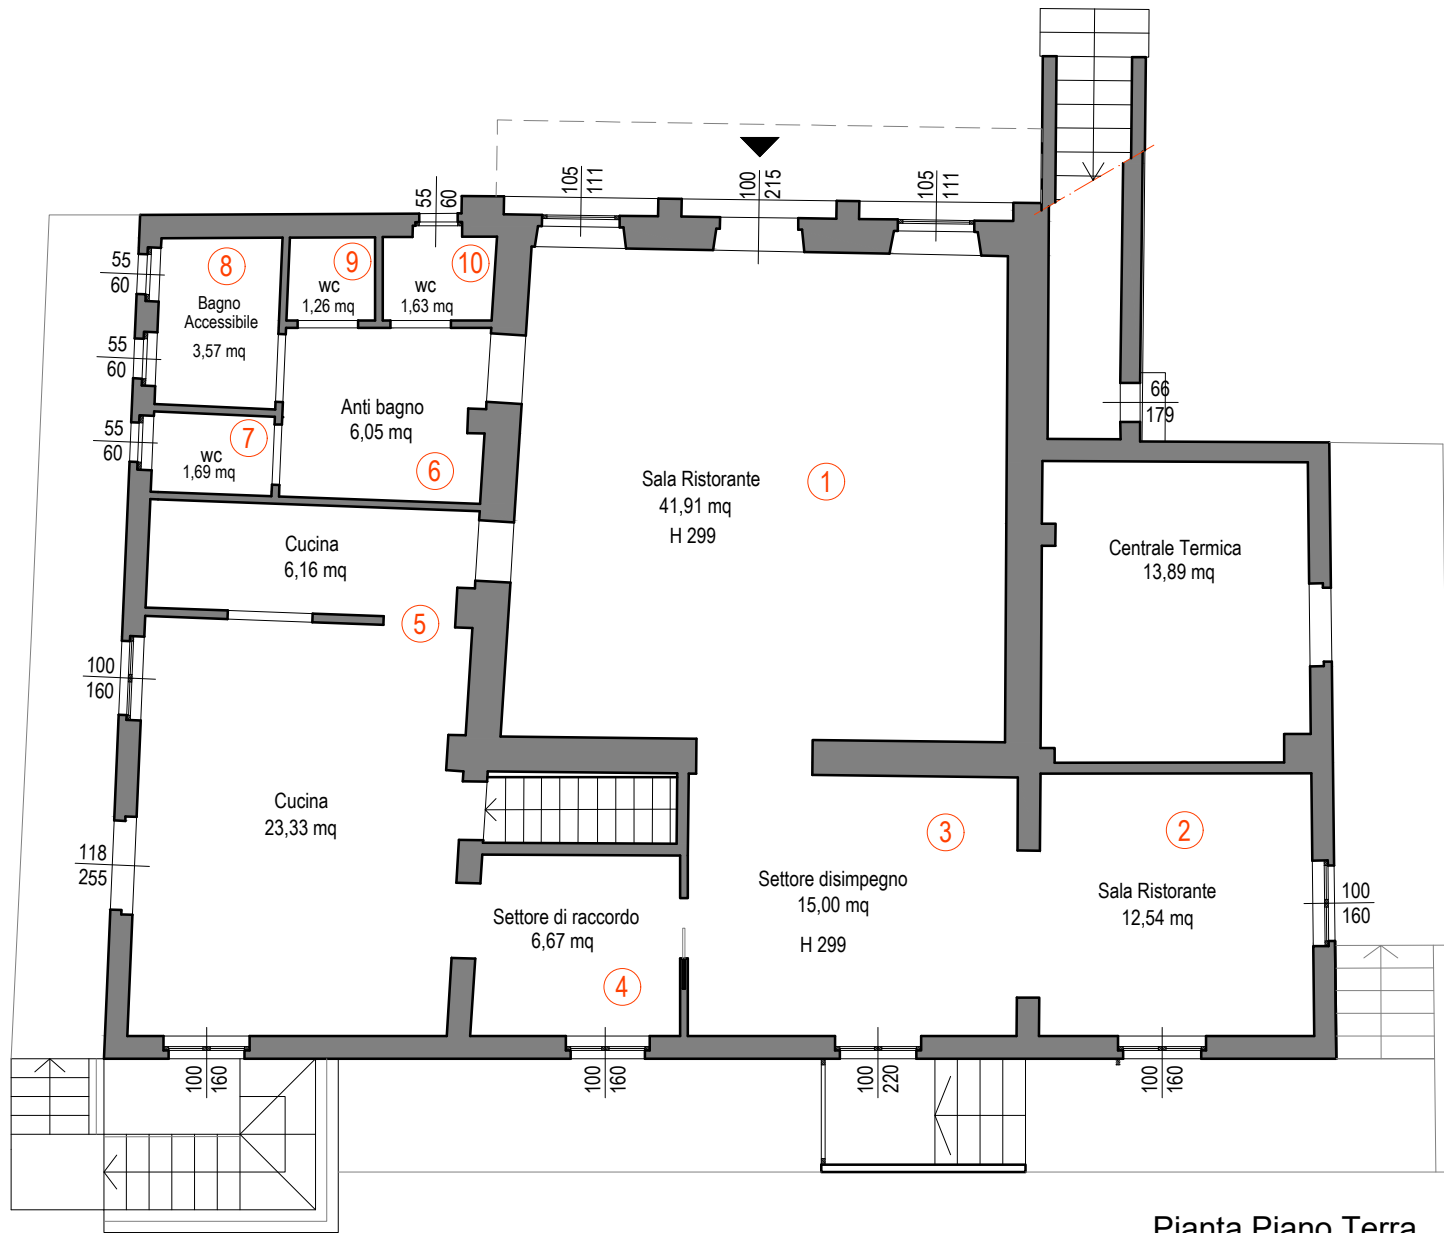 55
60
105
111
100
215
105
111
55
60
8
Bagno
Accessibile
3,57 mq
9
wc
1,26 mq
10
wc
1,63 mq
55
60
55
60
7
wc
1,69 mq
Anti bagno
6,05 mq
6
66
179
Sala Ristorante
41,91 mq
H 299
1
Cucina
6,16 mq
5
Centrale Termica
13,89 mq
100
160
Cucina
23,33 mq
118
255
3
Settore disimpegno
15,00 mq
H 299
2
Sala Ristorante
12,54 mq
100
160
Settore di raccordo
6,67 mq
4
100
160
100
160
100
220
100
160
Pianta Piano Terra